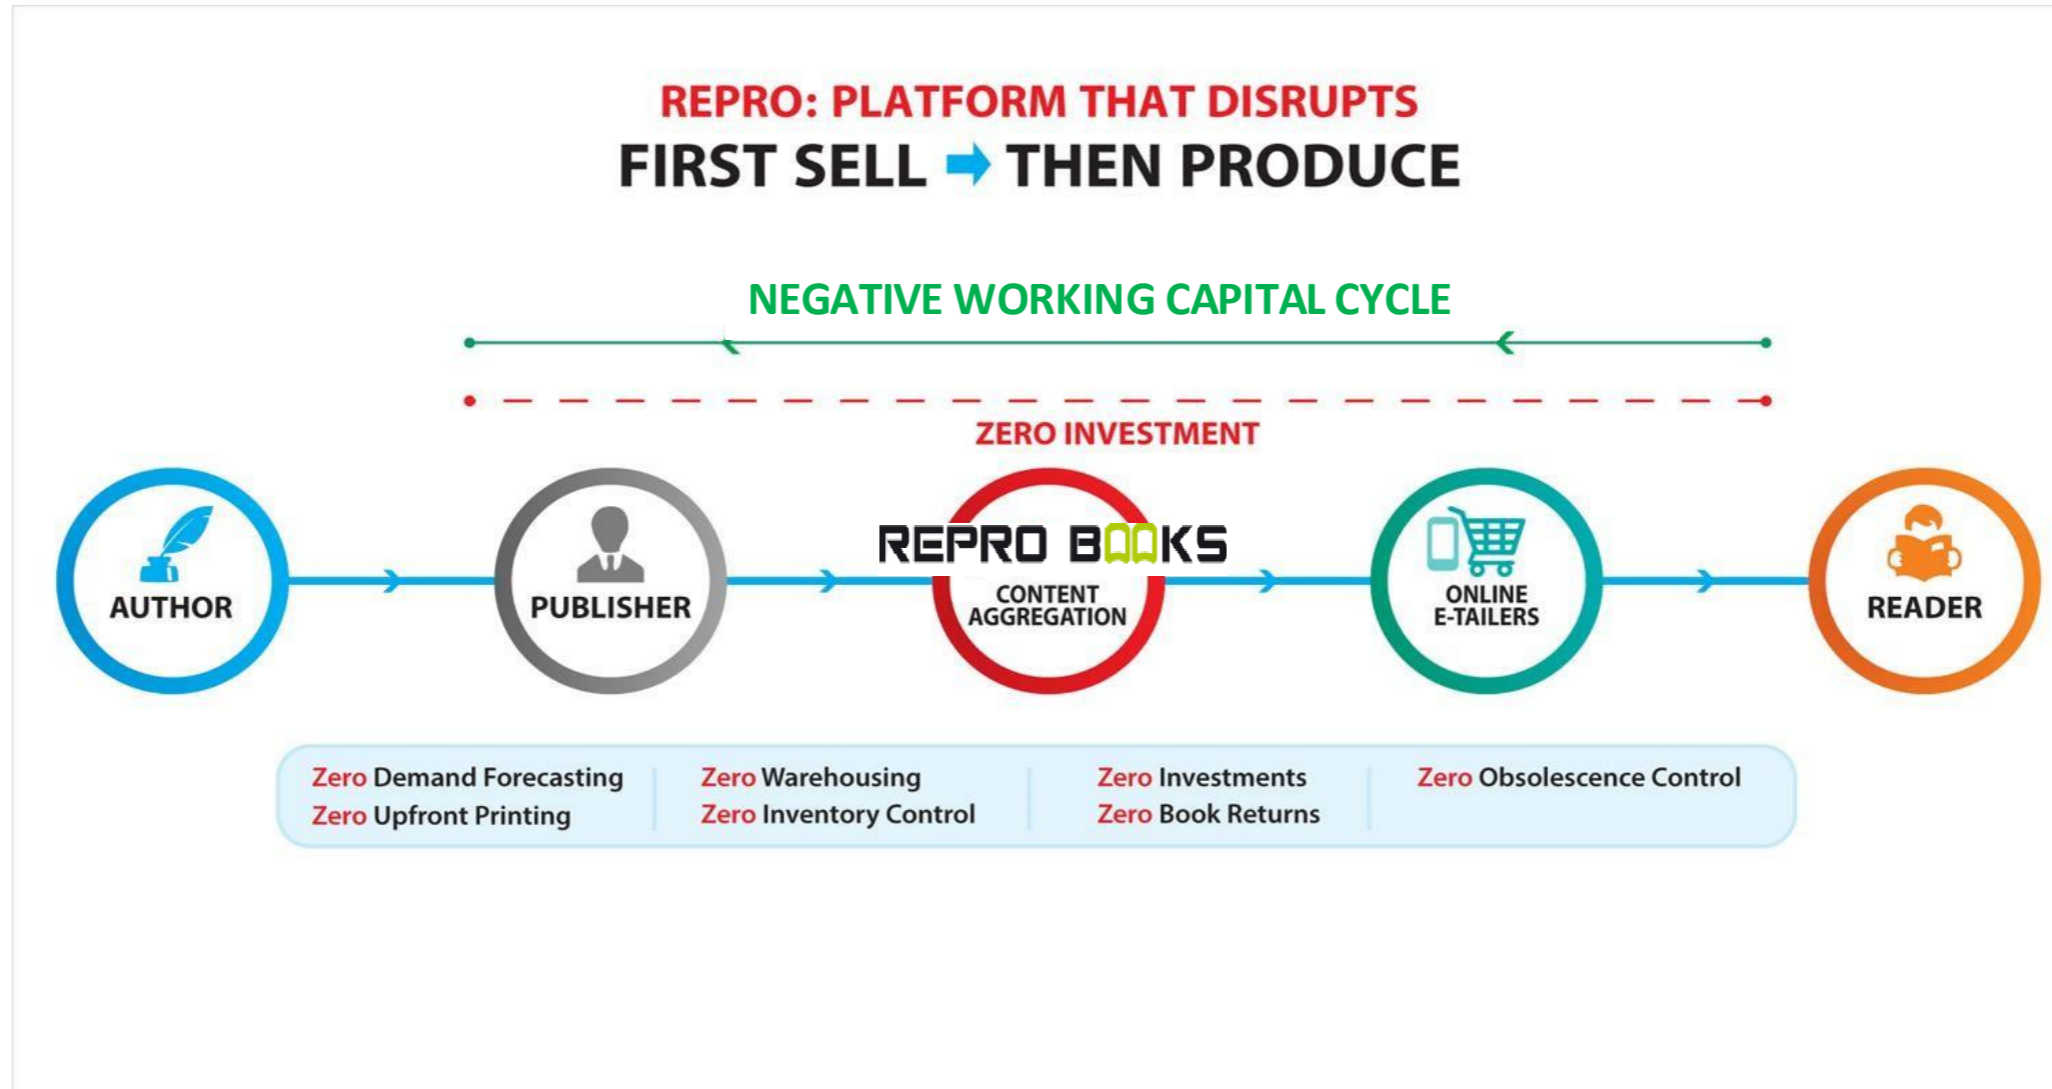 REPRO: PLATFORM THAT DISRUPTS
FIRST SELL ➡ THEN PRODUCE
NEGATIVE WORKING CAPITAL CYCLE
ZERO INVESTMENT
AUTHOR
PUBLISHER
REPRO BOOKS
CONTENT
AGGREGATION
ONLINE
E-TAILERS
READER
Zero Demand Forecasting
Zero Upfront Printing
Zero Warehousing
Zero Inventory Control
Zero Investments
Zero Book Returns
Zero Obsolescence Control